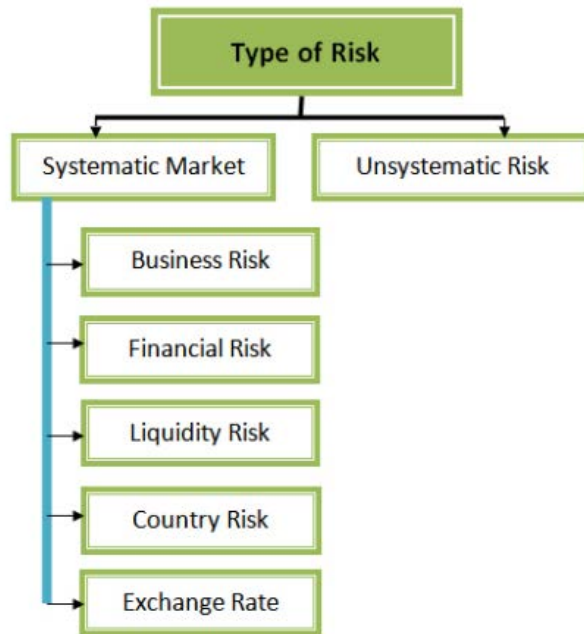 Type of Risk
Systematic Market
Unsystematic Risk
Business Risk
Financial Risk
Liquidity Risk
Country Risk
Exchange Rate